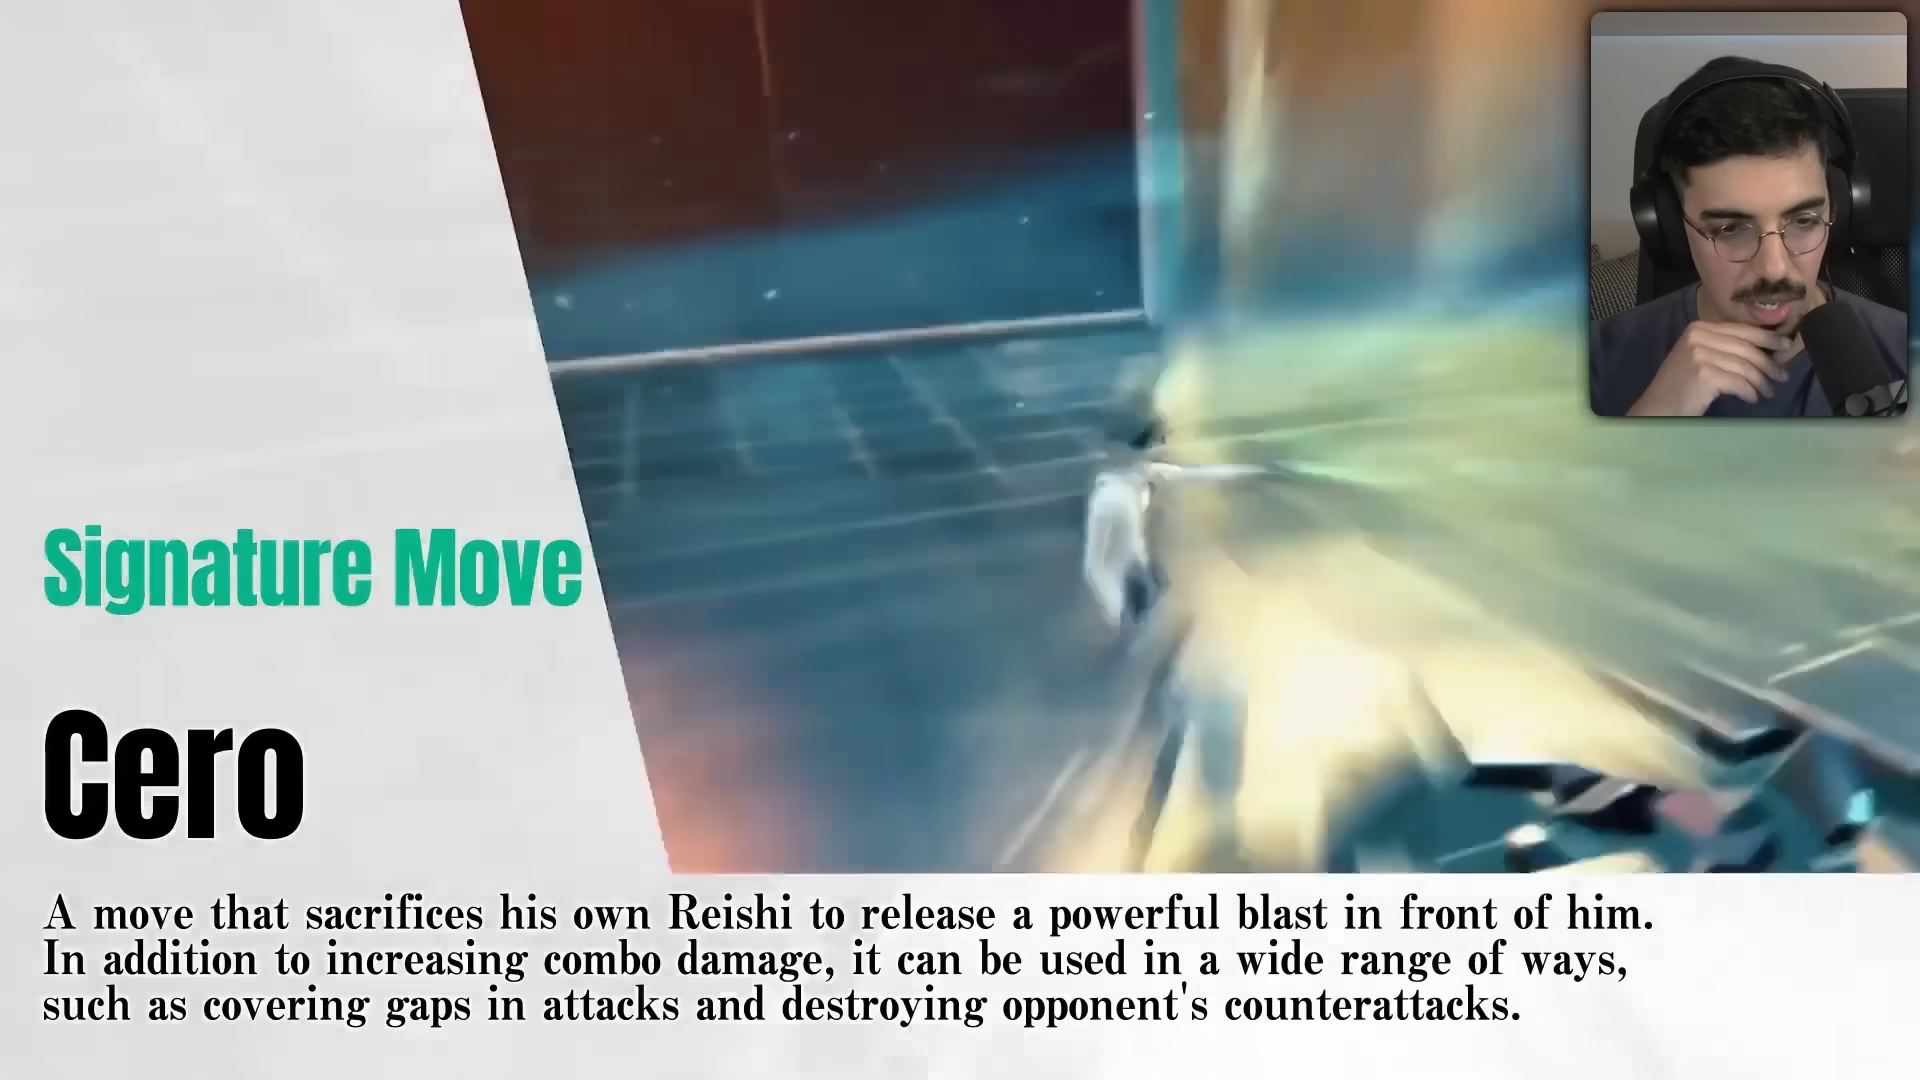 Signature Move
Cero
A move that sacrifices his own Reishi to release a powerful blast in front of him.
In addition to increasing combo damage, it can be used in a wide range of ways,
such as covering gaps in attacks and destroying opponent's counterattacks.